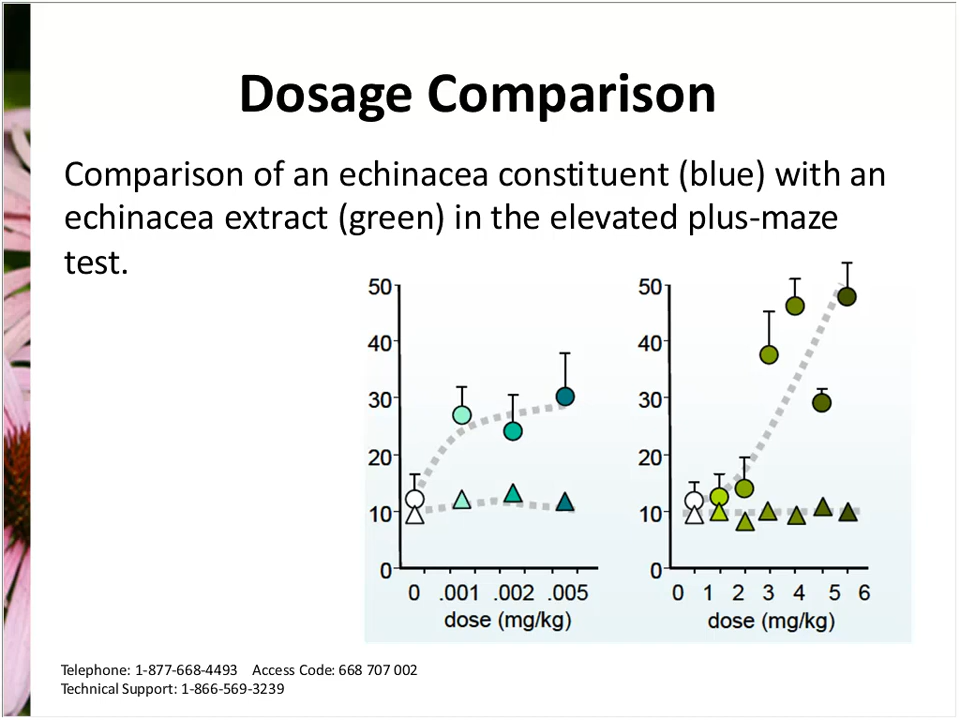 Dosage Comparison
Comparison of an echinacea constituent (blue) with an
echinacea extract (green) in the elevated plus-maze
test.
50
40
30
20
10
0
0 .001 .002 .005
dose (mg/kg)
50
40
30
20
10
0
0 1 2 3 4 5 6
dose (mg/kg)
Telephone: 1-877-668-4493 Access Code: 668 707 002
Technical Support: 1-866-569-3239